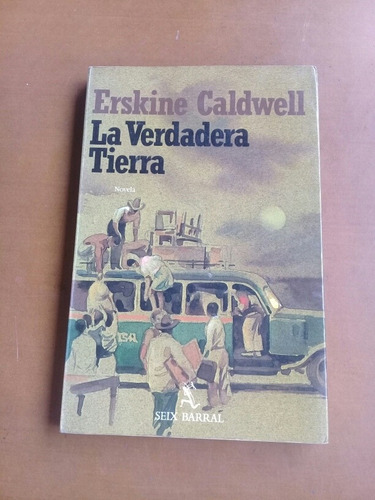 Erskine Caldwell
La Verdadera
Tierra
Novela
SEIX BARRAL